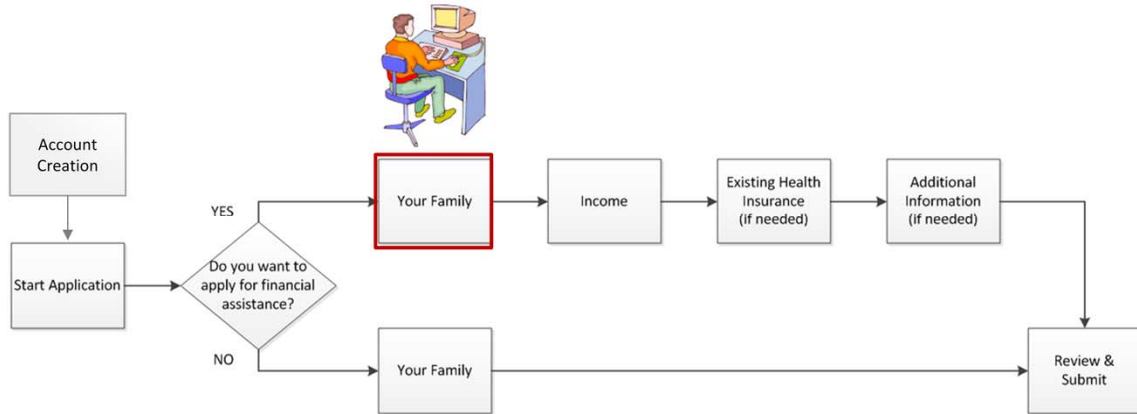 Account
Creation
Start Application
Do you want to
apply for financial
assistance?
YES
Your Family
Income
Existing Health
Insurance
(if needed)
Additional
Information
(if needed)
NO
Your Family
Review &
Submit